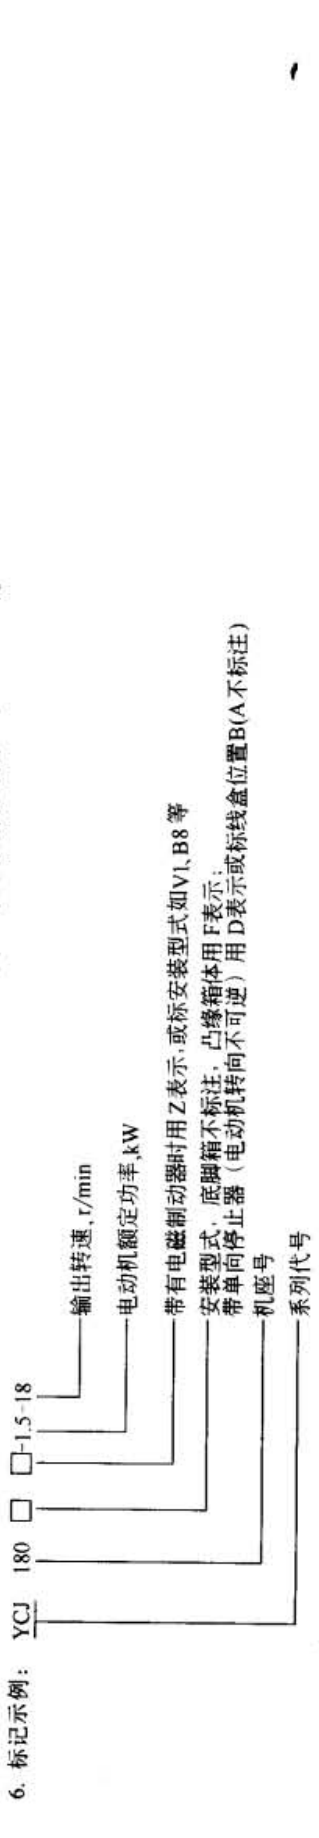 6. 标记示例：
YCJ 180 □ □-1.5-18
输出转速,r/min
电动机额定功率,kW
带有电磁制动器时用Z表示,或标安装型式如V1、B8等
安装型式，底脚箱不标注，凸缘箱体用F表示；
带单向停止器（电动机转向不可逆）用D表示或标线盒位置B(A不标注)
机座号
系列代号